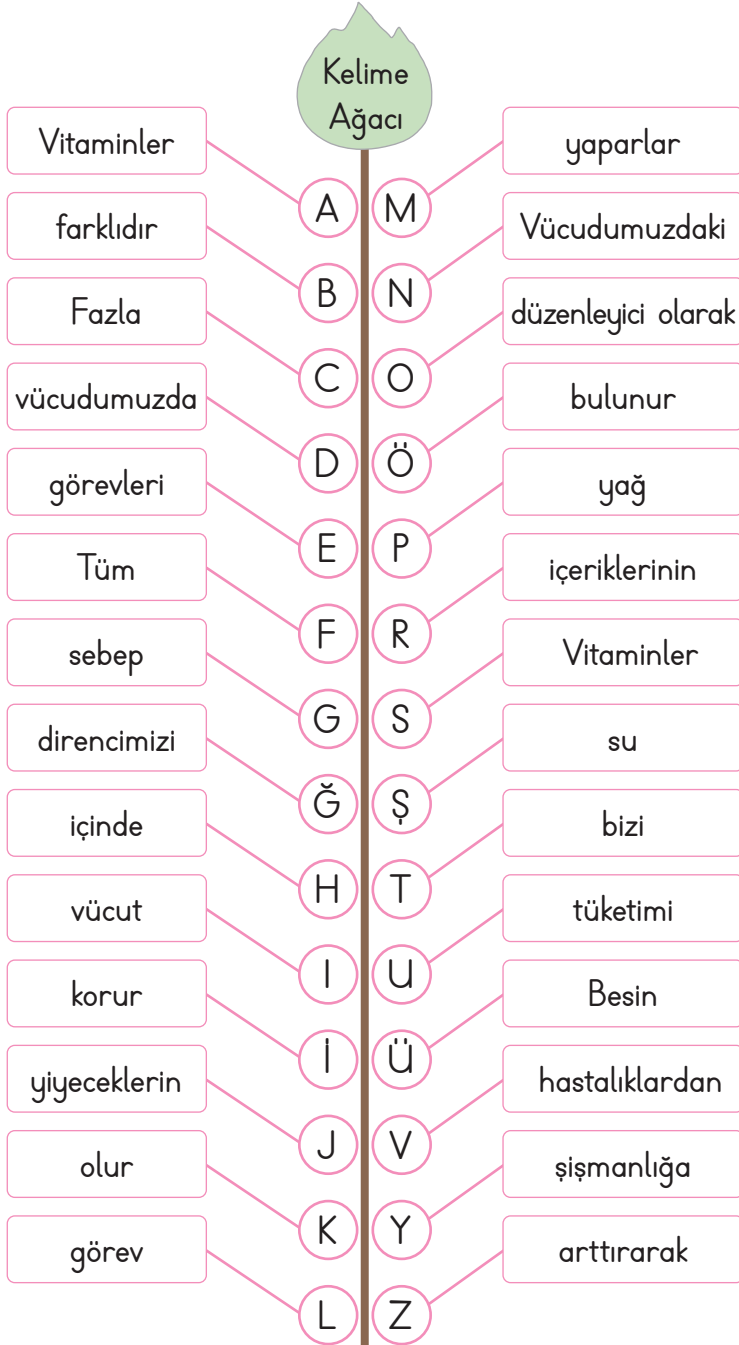 Kelime
Ağacı
Vitaminler
A
M
yaparlar
farklıdır
B
N
Vücudumuzdaki
Fazla
C
O
düzenleyici olarak
vücudumuzda
D
Ö
bulunur
görevleri
E
P
yağ
Tüm
F
R
içeriklerinin
sebep
G
S
Vitaminler
direncimizi
Ğ
Ş
su
içinde
H
T
bizi
vücut
I
U
tüketimi
korur
İ
Ü
Besin
yiyeceklerin
J
V
hastalıklardan
olur
K
Y
şişmanlığa
görev
L
Z
arttırarak